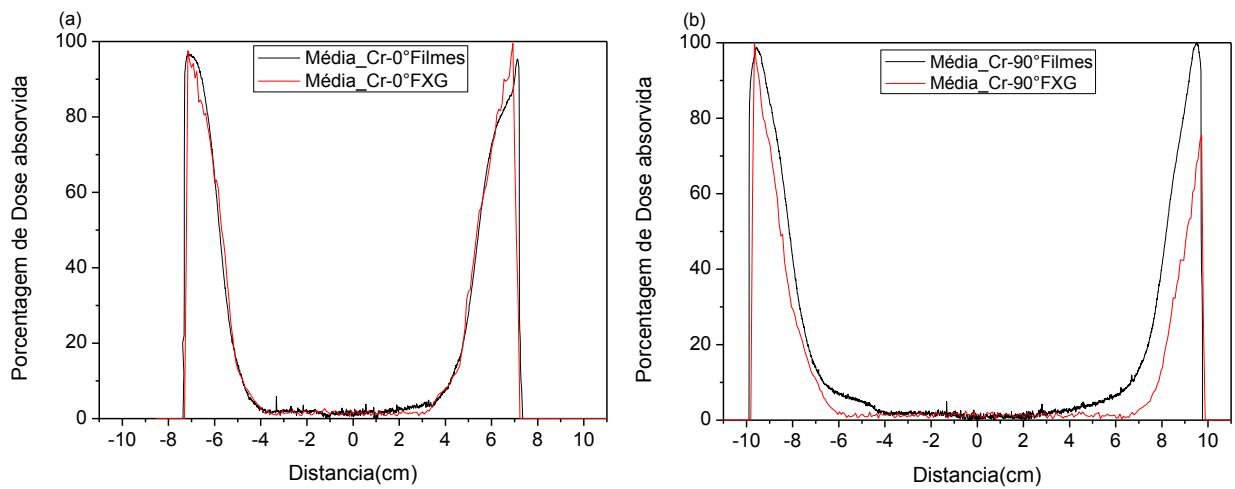 (a)
Média_Cr-0°Filmes
Média_Cr-0°FXG
Porcentagem de Dose absorvida
100
80
60
40
20
0
-10 -8 -6 -4 -2 0 2 4 6 8 10
Distancia(cm)
(b)
Média_Cr-90°Filmes
Média_Cr-90°FXG
Porcentagem de Dose absorvida
100
80
60
40
20
0
-10 -8 -6 -4 -2 0 2 4 6 8 10
Distancia(cm)